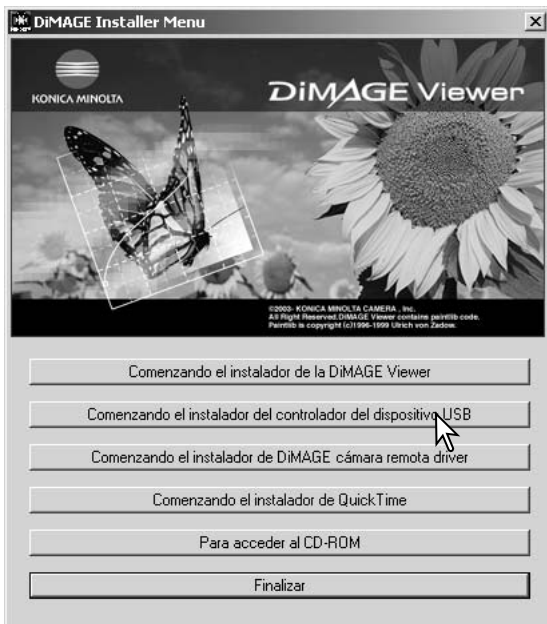 DiMAGE Installer Menu
KONICA MINOLTA
DiMAGE Viewer
©2003- KONICA MINOLTA CAMERA , Inc.
All Right Reserved.DiMAGE Viewer contains paintlib code.
Paintlib is copyright (c)1996-1999 Ulrich von Zadow.
Comenzando el instalador de la DiMAGE Viewer
Comenzando el instalador del controlador del dispositivo USB
Comenzando el instalador de DiMAGE cámara remota driver
Comenzando el instalador de QuickTime
Para acceder al CD-ROM
Finalizar